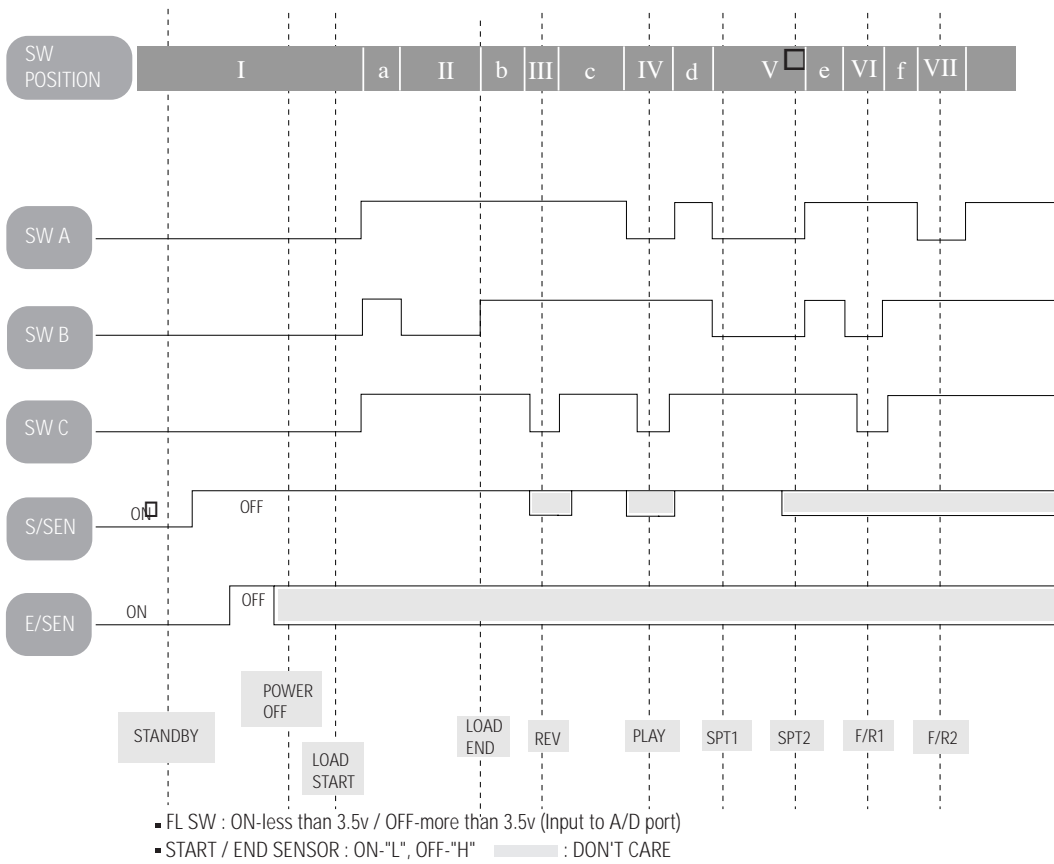 SW
POSITION
I a II b III c IV d V e VI f VII
SW A
SW B
SW C
S/SEN
ON OFF
E/SEN
ON OFF
POWER
OFF
STANDBY
LOAD
START
LOAD
END
REV
PLAY
SPT1
SPT2
F/R1
F/R2
▪ FL SW : ON-less than 3.5v / OFF-more than 3.5v (Input to A/D port)
▪ START / END SENSOR : ON-"L", OFF-"H" : DON'T CARE